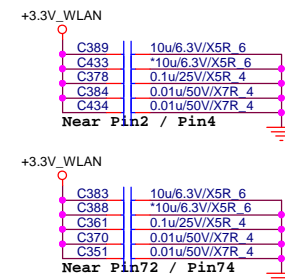 +3.3V_WLAN
C389 10u/6.3V/X5R_6
C433 *10u/6.3V/X5R_6
C378 0.1u/25V/X5R_4
C384 0.01u/50V/X7R_4
C434 0.01u/50V/X7R_4
Near Pin2 / Pin4
+3.3V_WLAN
C383 10u/6.3V/X5R_6
C388 *10u/6.3V/X5R_6
C361 0.1u/25V/X5R_4
C370 0.01u/50V/X7R_4
C351 0.01u/50V/X7R_4
Near Pin72 / Pin74